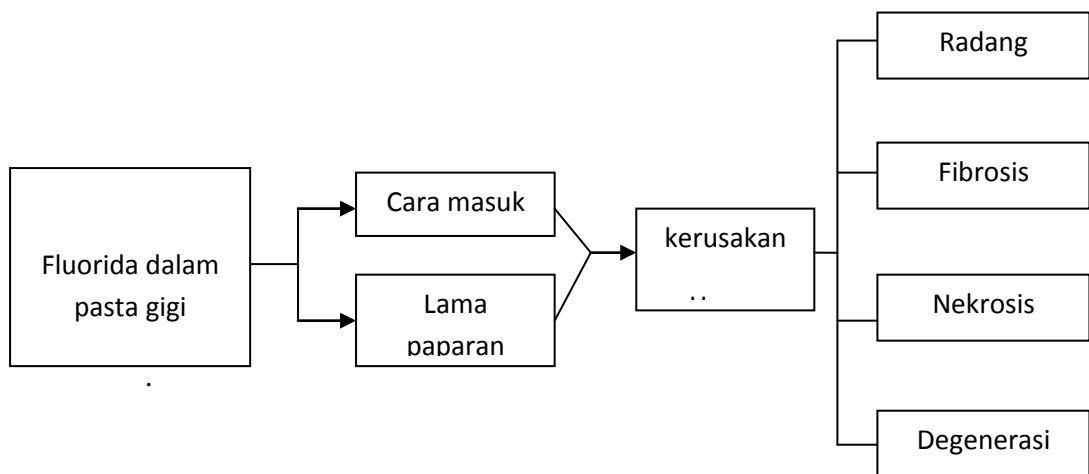 Fluorida dalam
pasta gigi
Cara masuk
Lama
paparan
kerusakan
Radang
Fibrosis
Nekrosis
Degenerasi